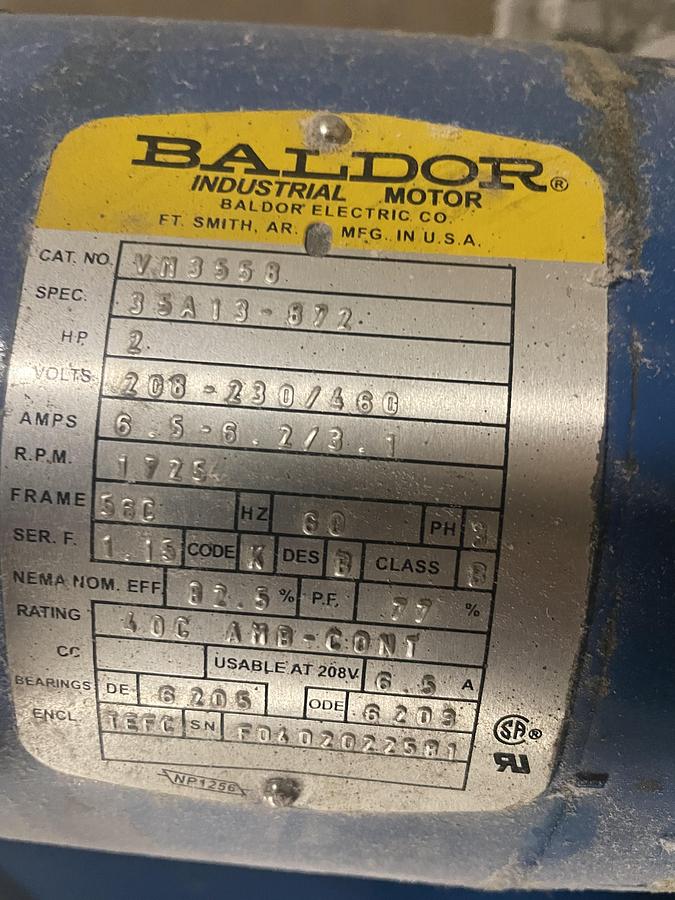 BALDOR®
INDUSTRIAL MOTOR
BALDOR ELECTRIC CO.
FT. SMITH, AR. MFG. IN U.S.A.
CAT. NO. VM3558
SPEC. 35A13-872
HP 2
VOLTS 208-230/460
AMPS 6.5-6.2/3.1
R.P.M. 1725
FRAME 56C HZ 60 PH 3
SER. F. 1.15 CODE K DES B CLASS B
NEMA NOM. EFF. 82.5 % P.F. 77 %
RATING 40C AMB-CONT
CC USABLE AT 208V 6.5 A
BEARINGS DE 6205 ODE 6203
ENCL. TEFC SN F0402022581
SA®
RU
NP1256